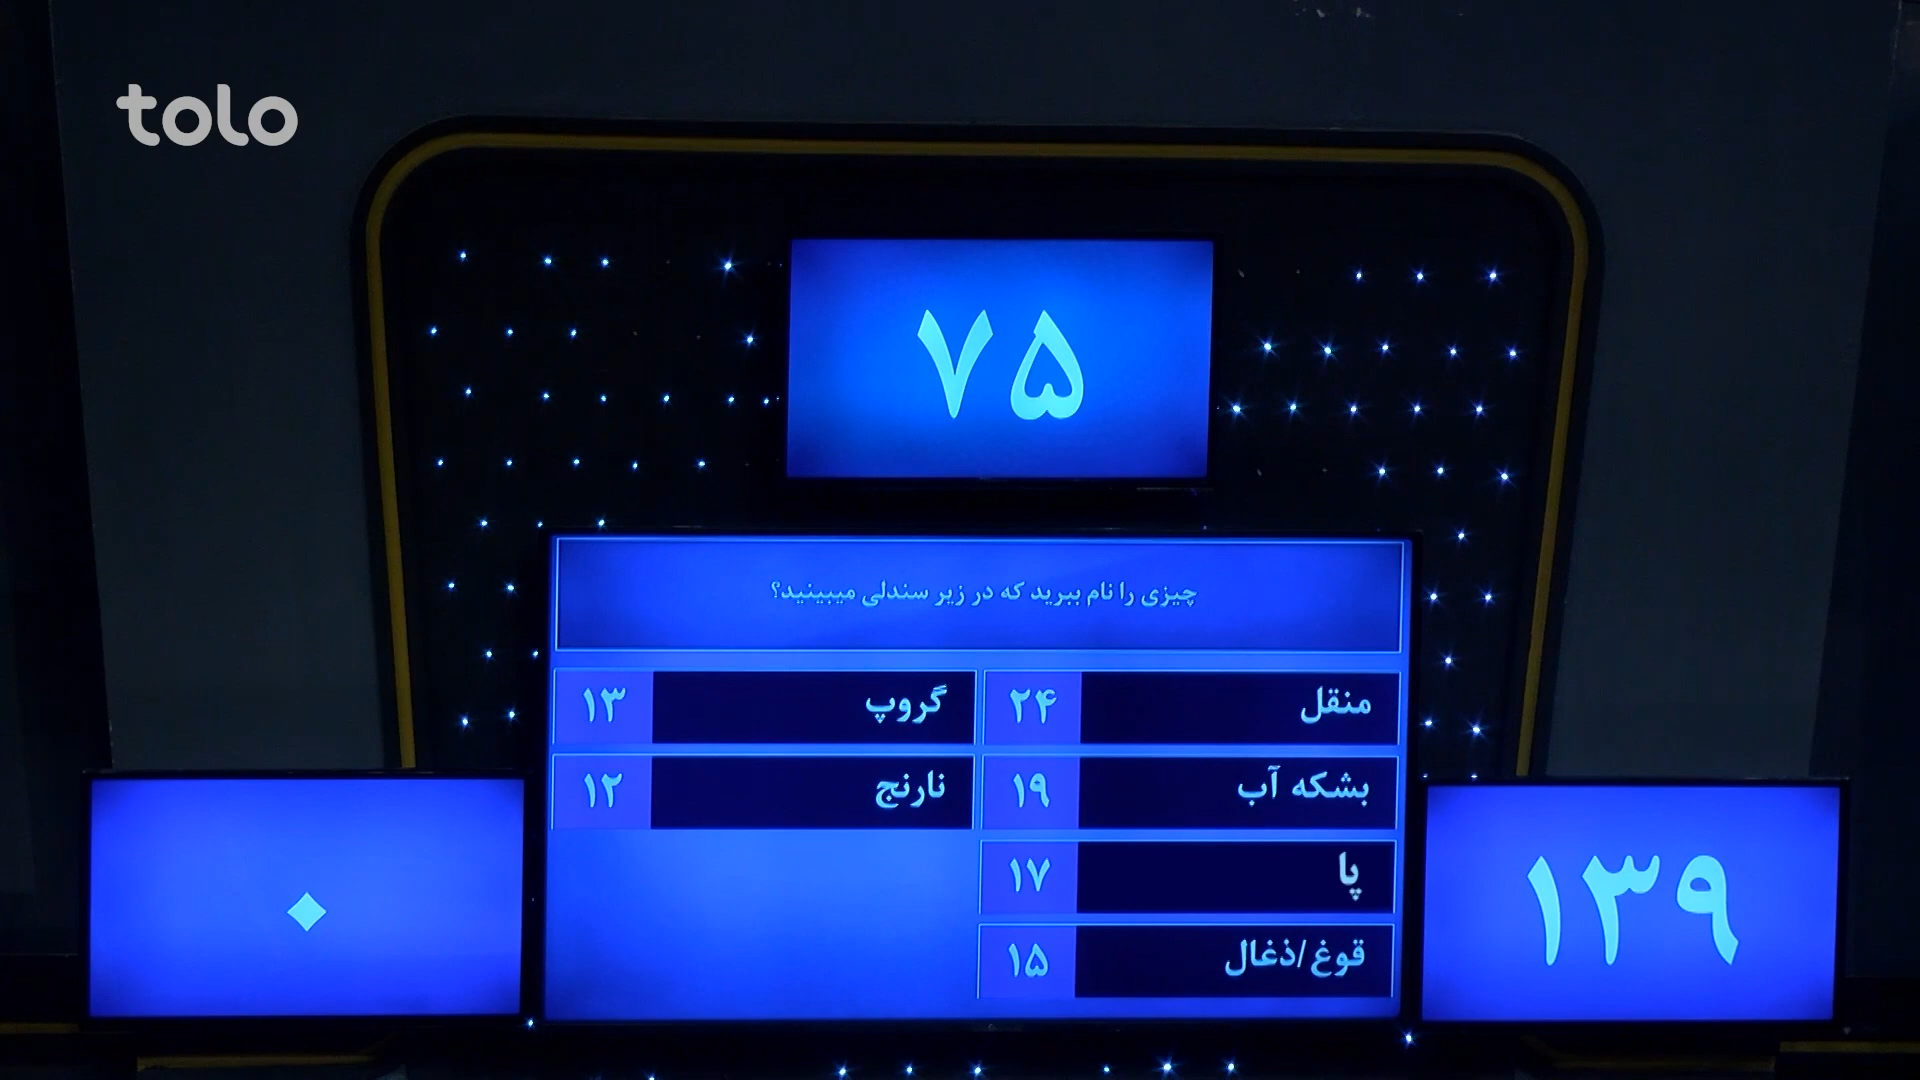 tolo
۷۵
چیزی را نام ببرید که در زیر سندلی میبینید؟
منقل ۲۴
بشکه آب ۱۹
پا ۱۷
قوغ/ذغال ۱۵
گروپ ۱۳
نارنج ۱۲
۱۳۹
۰